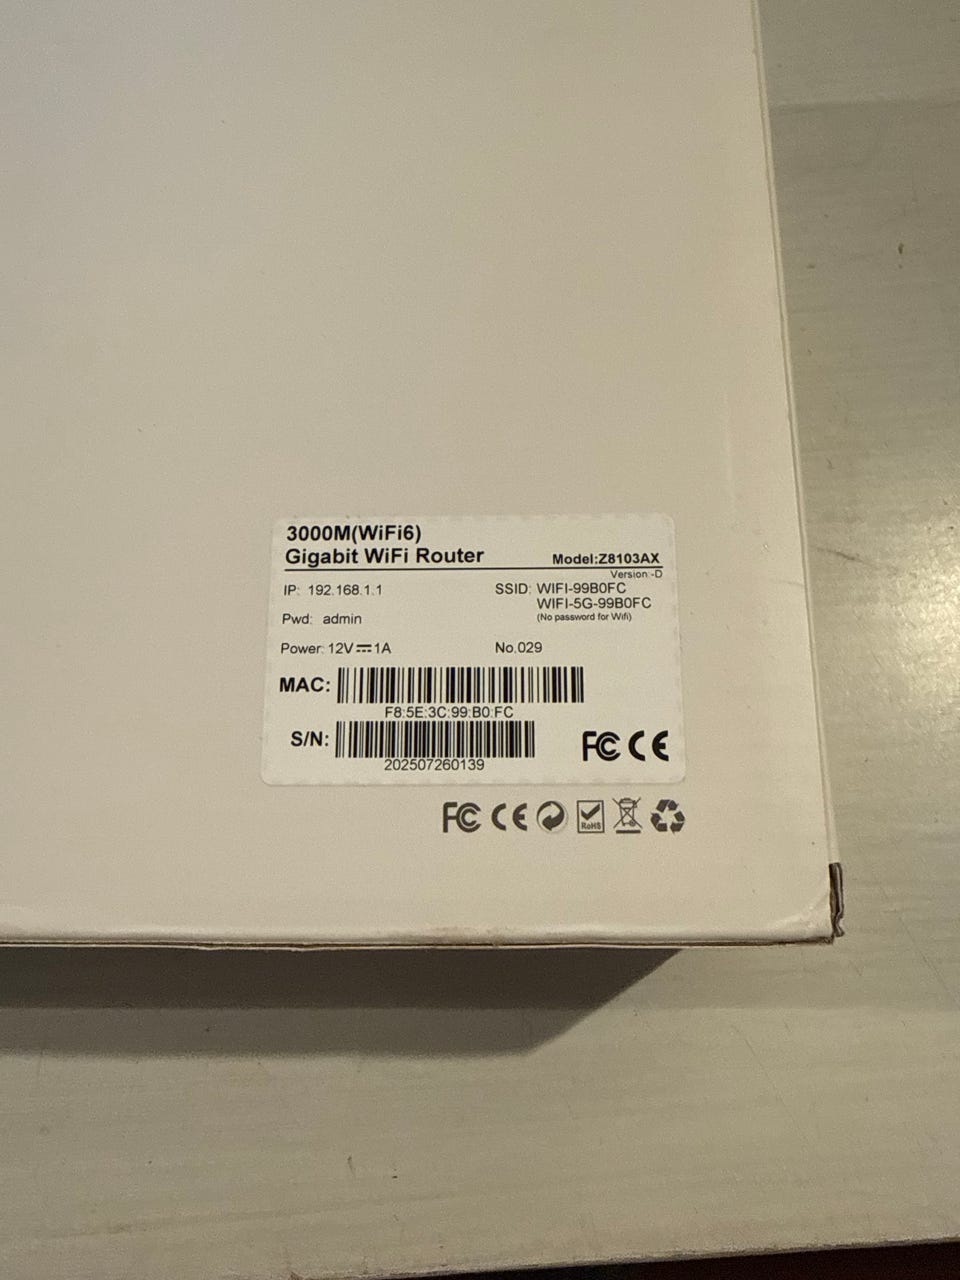 3000M(WiFi6)
Gigabit WiFi Router
Model:Z8103AX
Version -D
IP: 192.168.1.1
SSID: WIFI-99B0FC
WIFI-5G-99B0FC
(No password for Wifi)
Pwd: admin
Power: 12V⎓1A
No.029
MAC:
F8:5E:3C:99:B0:FC
S/N:
202507260139
FC CE
FC CE RoHS